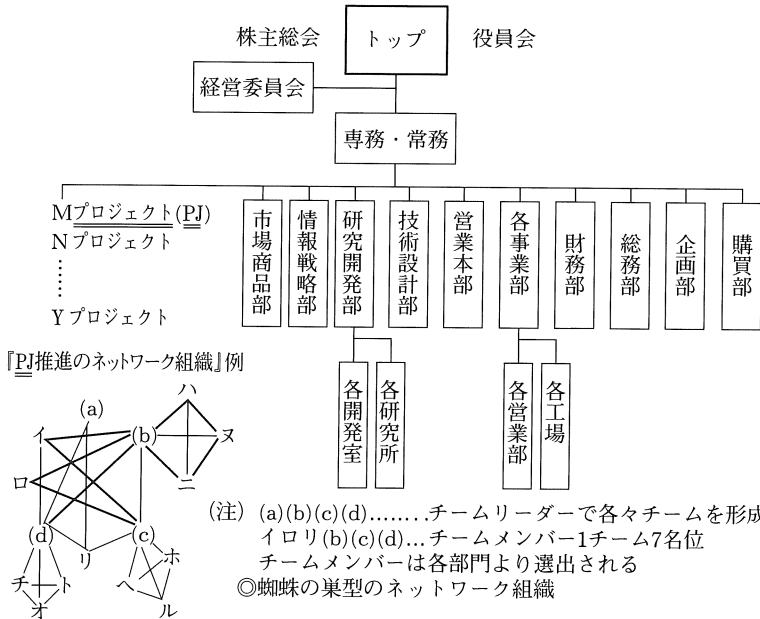 株主総会
トップ
役員会
経営委員会
専務・常務
Mプロジェクト(PJ)
Nプロジェクト
……
Yプロジェクト
市場商品部
情報戦略部
研究開発部
技術設計部
営業本部
各事業部
財務部
総務部
企画部
購買部
各開発室
各研究所
各営業部
各工場
『PJ推進のネットワーク組織』例
(a)
ハ
イ
(b)
ヌ
ロ
ニ
(d)
(c)
リ
ホ
チ
ト
ヘ
オ
ル
(注) (a)(b)(c)(d)……‥チームリーダーで各々チームを形成
イロリ(b)(c)(d)…チームメンバー1チーム7名位
チームメンバーは各部門より選出される
◎蜘蛛の巣型のネットワーク組織